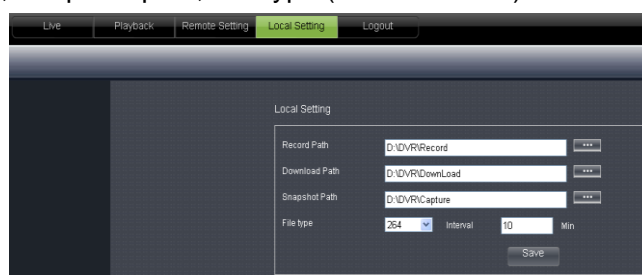 Live Playback Remote Setting Local Setting Logout
Local Setting
Record Path D:\DVR\Record
Download Path D:\DVR\DownLoad
Snapshot Path D:\DVR\Capture
File type 264 Interval 10 Min
Save